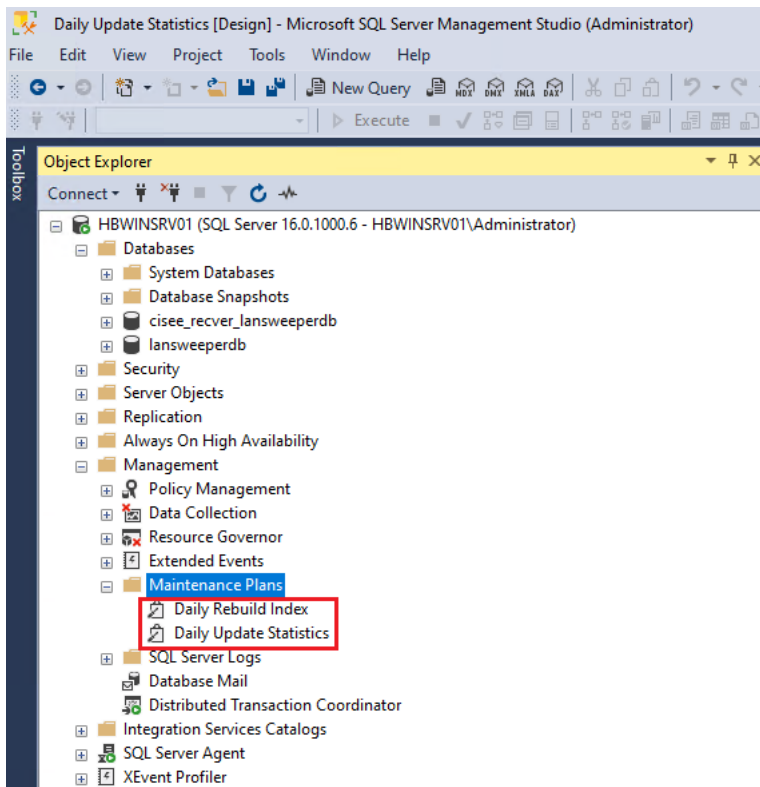 Daily Update Statistics [Design] - Microsoft SQL Server Management Studio (Administrator)
File Edit View Project Tools Window Help
New Query MDX DMX XMLA DAX
Execute
Toolbox
Object Explorer
Connect
HBWINSRV01 (SQL Server 16.0.1000.6 - HBWINSRV01\Administrator)
Databases
System Databases
Database Snapshots
cisee_recver_lansweeperdb
lansweeperdb
Security
Server Objects
Replication
Always On High Availability
Management
Policy Management
Data Collection
Resource Governor
Extended Events
Maintenance Plans
Daily Rebuild Index
Daily Update Statistics
SQL Server Logs
Database Mail
Distributed Transaction Coordinator
Integration Services Catalogs
SQL Server Agent
XEvent Profiler